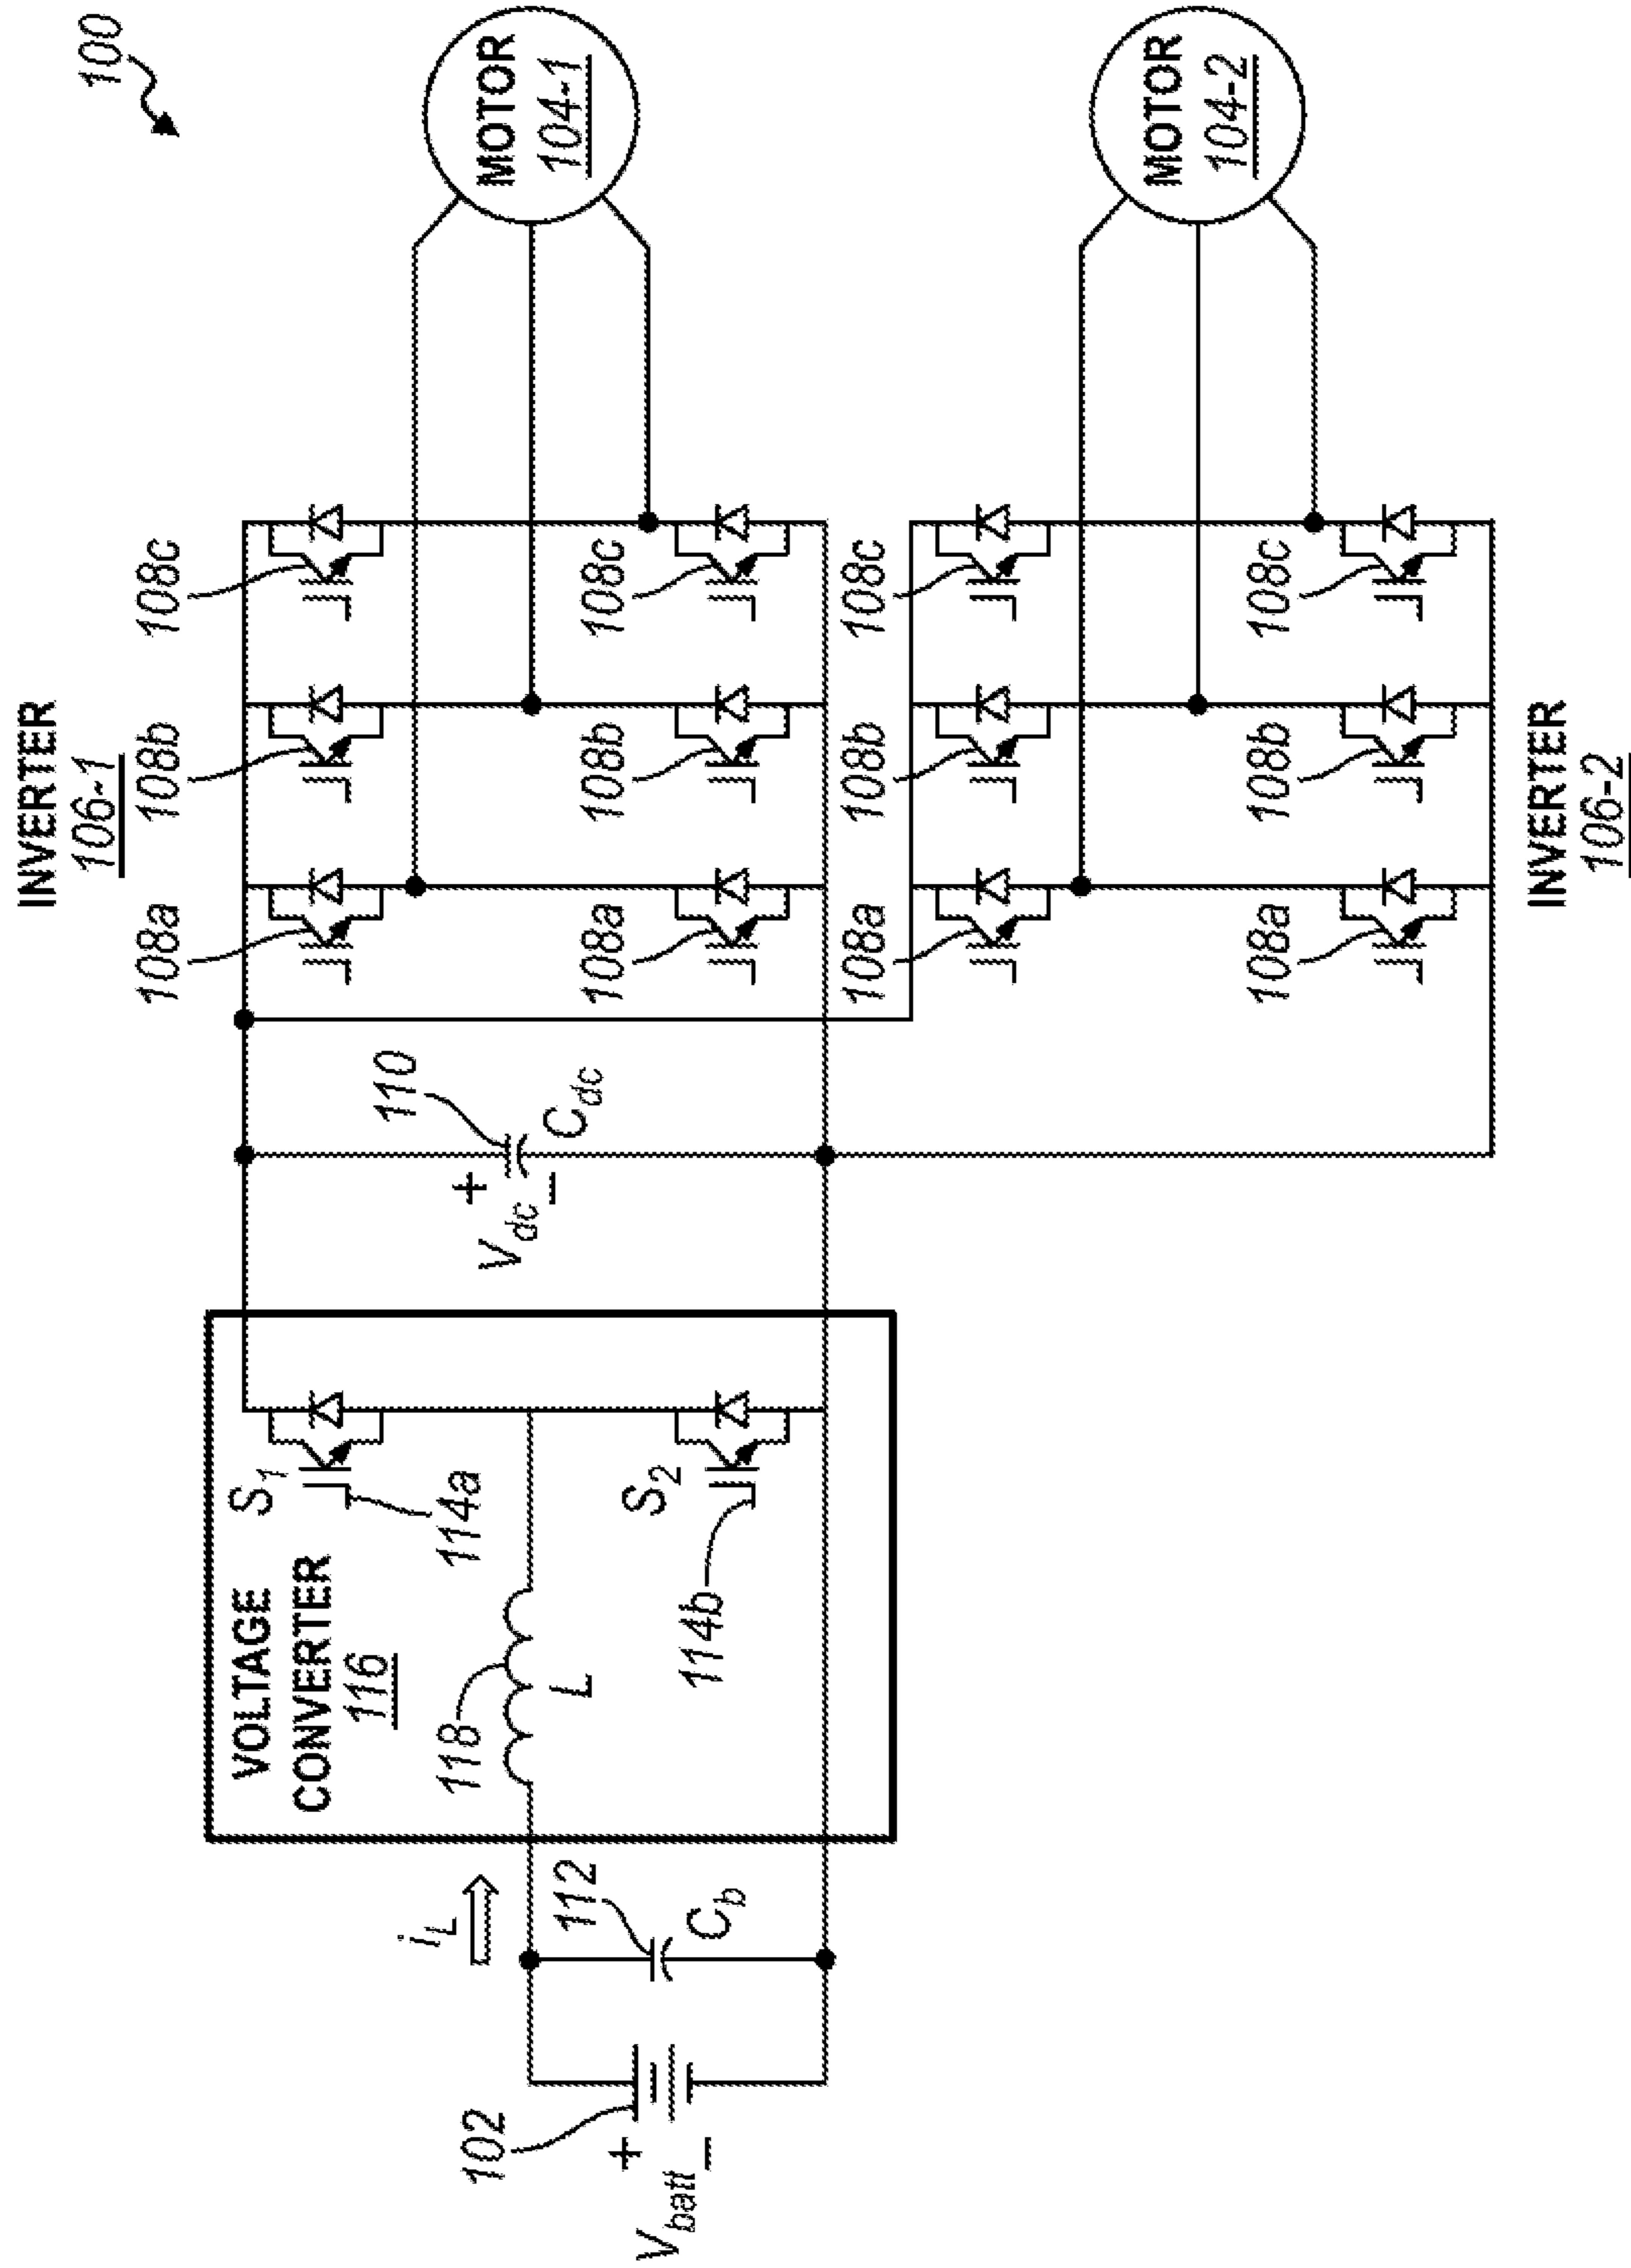 100
INVERTER
106-1
108a
108b
108c
MOTOR
104-1
108a
108b
108c
VOLTAGE
CONVERTER
116
S1
114a
110
Vdc
+
–
Cdc
118
L
S2
114b
iL
112
Cb
102
+
Vbatt
–
108a
108b
108c
MOTOR
104-2
108a
108b
108c
INVERTER
106-2